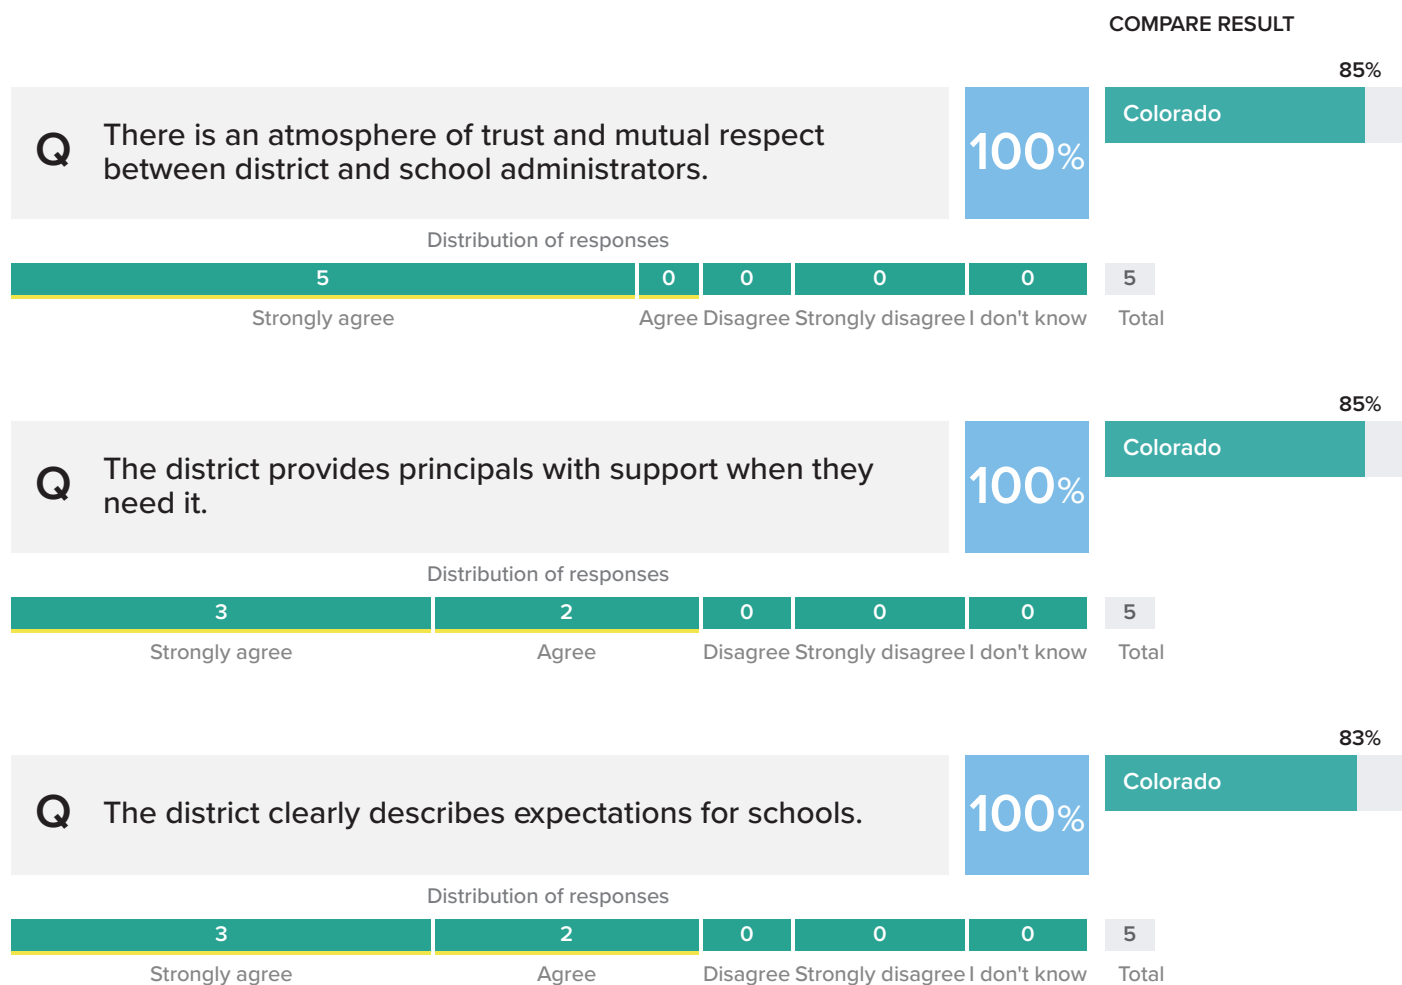 COMPARE RESULT
85%
Q There is an atmosphere of trust and mutual respect
between district and school administrators.
100%
Colorado
Distribution of responses
5 0 0 0 0 5
Strongly agree Agree Disagree Strongly disagree I don't know Total
85%
Q The district provides principals with support when they
need it.
100%
Colorado
Distribution of responses
3 2 0 0 0 5
Strongly agree Agree Disagree Strongly disagree I don't know Total
83%
Q The district clearly describes expectations for schools.
100%
Colorado
Distribution of responses
3 2 0 0 0 5
Strongly agree Agree Disagree Strongly disagree I don't know Total